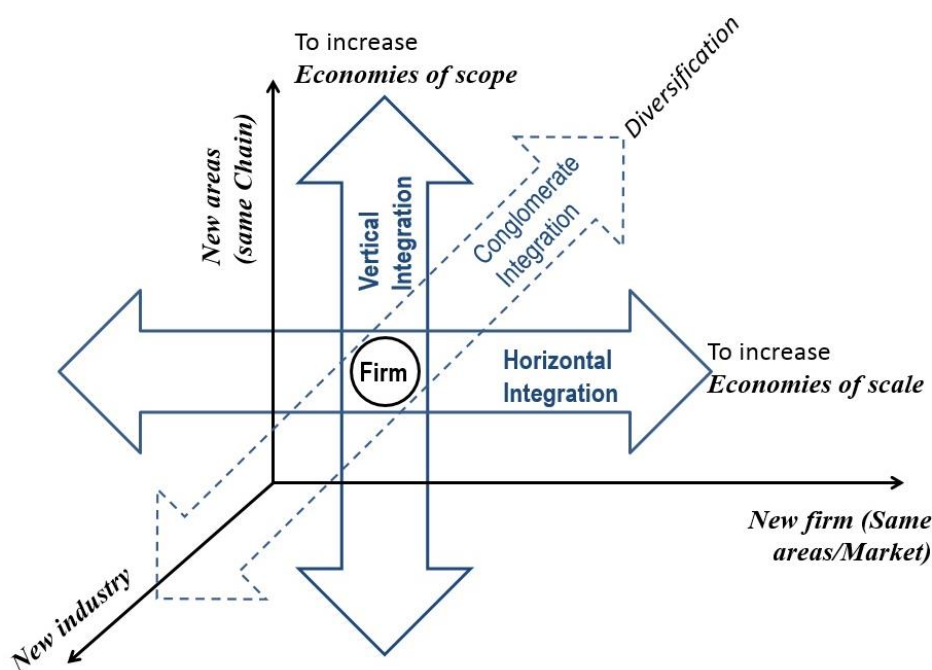 To increase
Economies of scope
Diversification
New areas
(same Chain)
Vertical
Integration
Conglomerate
Integration
Firm
Horizontal
Integration
To increase
Economies of scale
New firm (Same
areas/Market)
New industry